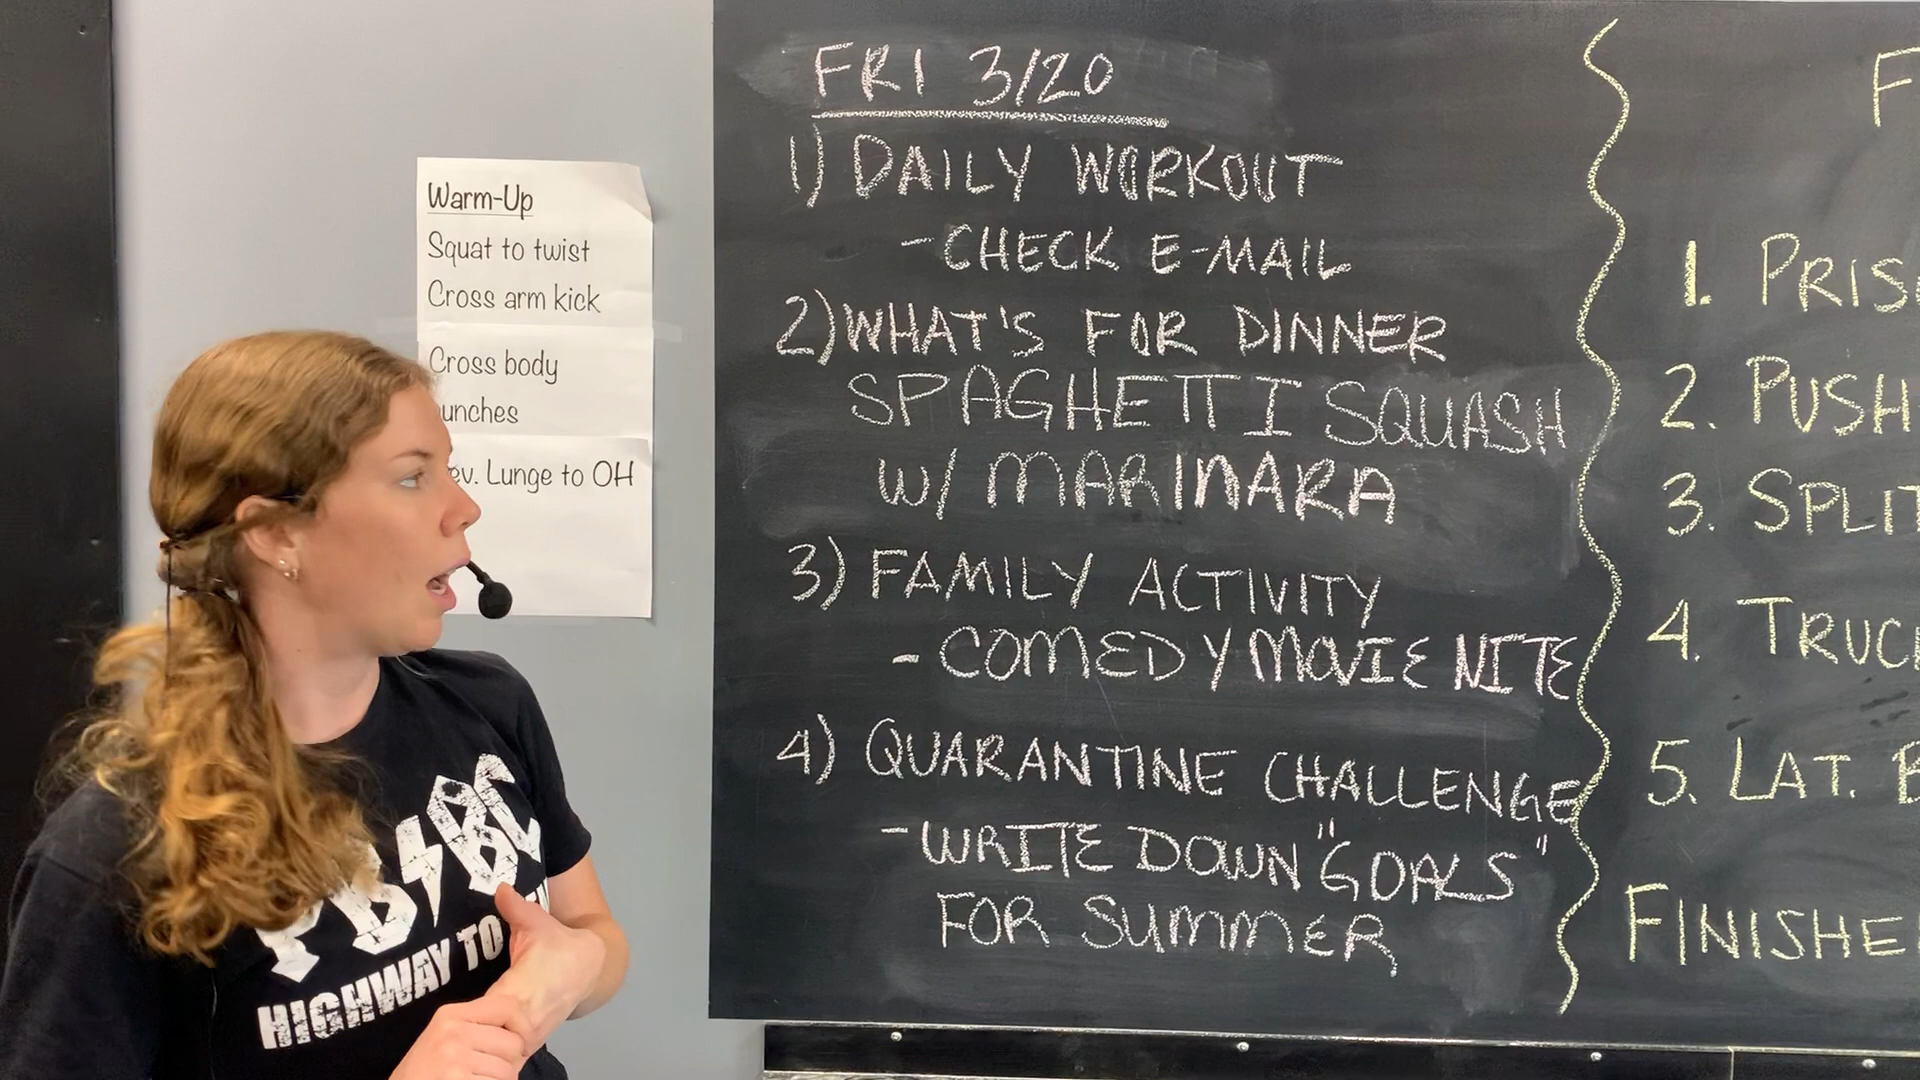 Warm-Up
Squat to twist
Cross arm kick
Cross body
unches
ev. Lunge to OH
HIGHWAY TO
FRI 3/20
1) DAILY WORKOUT
- CHECK E-MAIL
2) WHAT'S FOR DINNER
SPAGHETTI SQUASH
W/ MARINARA
3) FAMILY ACTIVITY
- COMEDY MOVIE NITE
4) QUARANTINE CHALLENGE
- WRITE DOWN "GOALS"
FOR SUMMER
F
1. PRIS
2. PUSH
3. SPLIT
4. TRUC
5. LAT. B
FINISHE